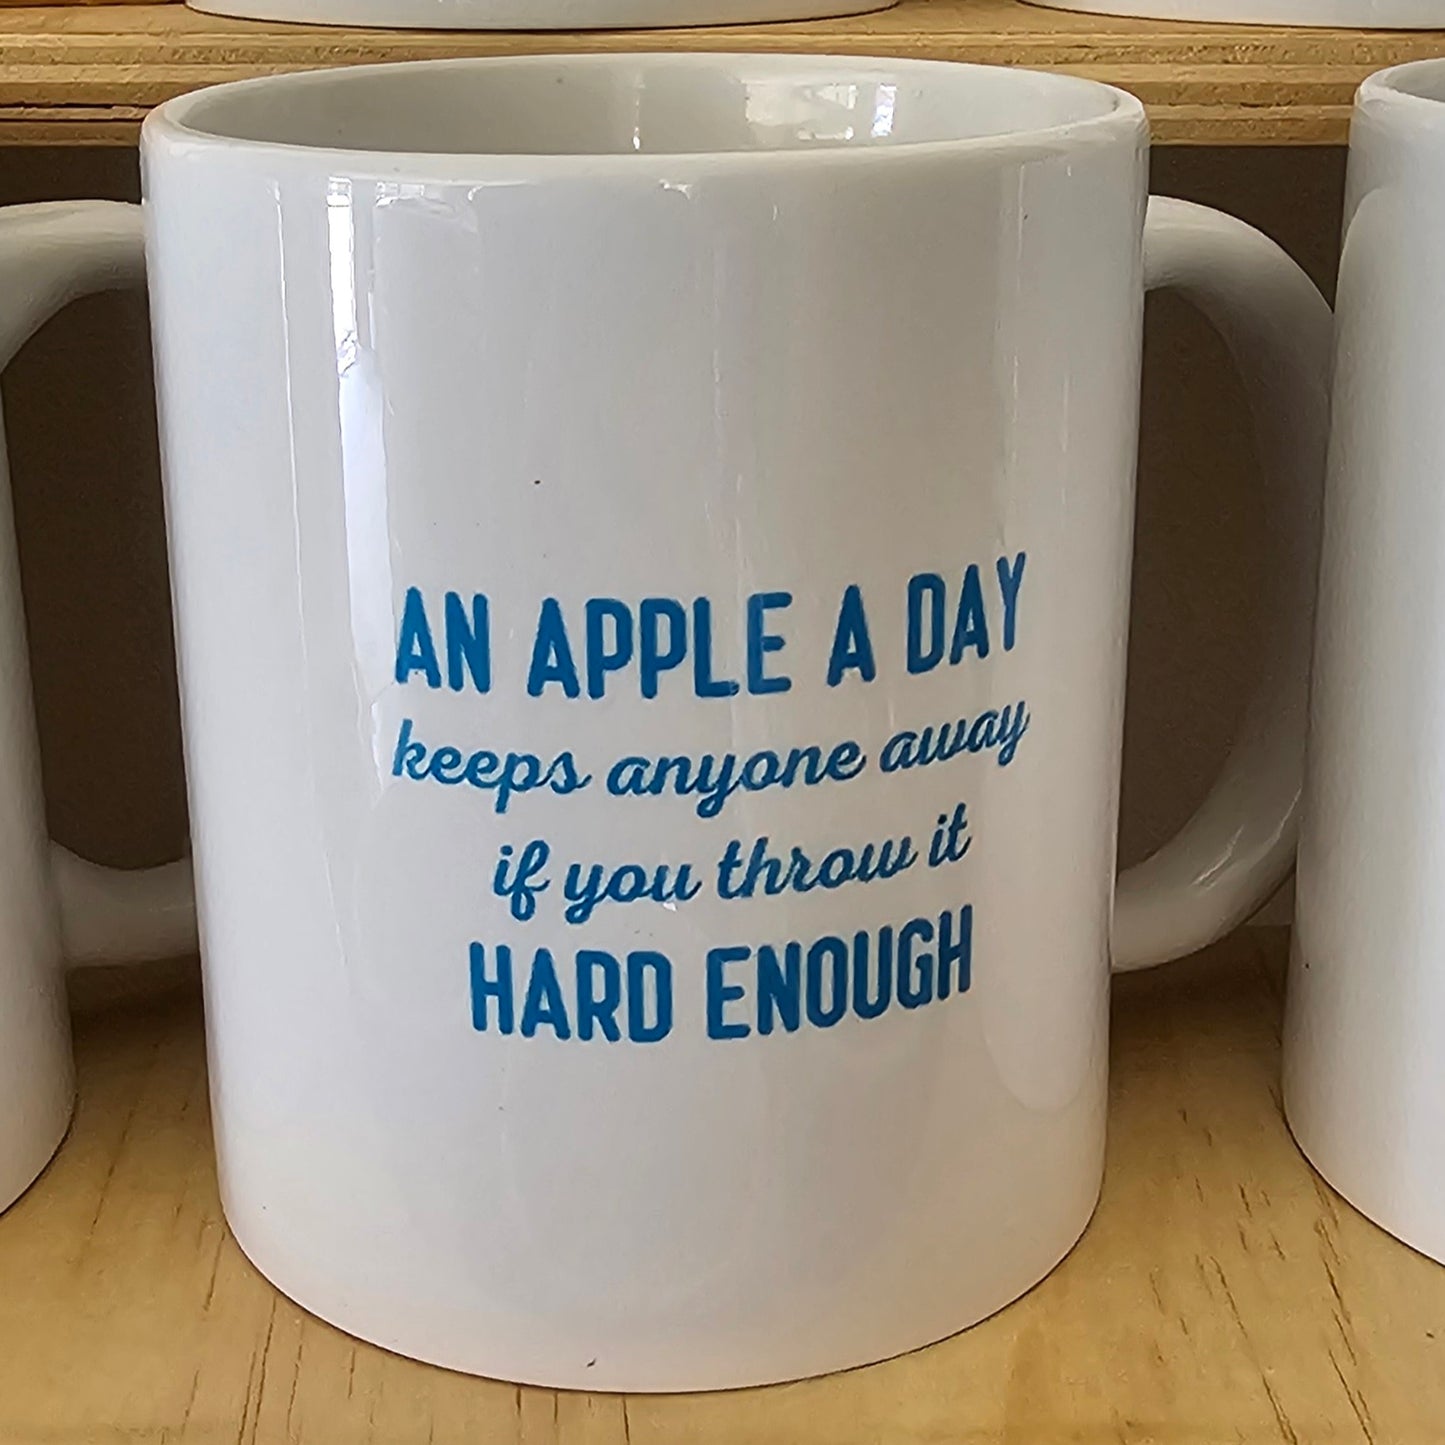 AN APPLE A DAY
keeps anyone away
if you throw it
HARD ENOUGH